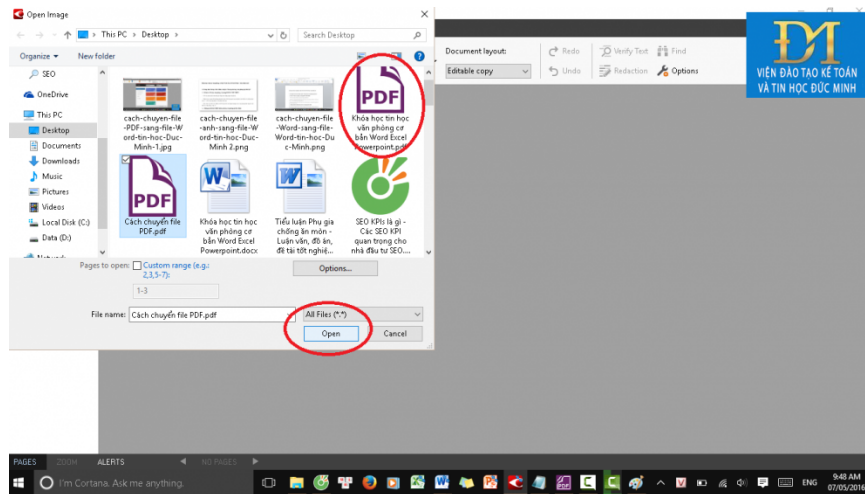 Open Image
This PC > Desktop >
Search Desktop
Organize
New folder
SEO
OneDrive
This PC
Desktop
Documents
Downloads
Music
Pictures
Videos
Local Disk (C:)
Data (D:)
cach-chuyen-file
-PDF-sang-file-W
ord-tin-hoc-Duc-
Minh-1.jpg
cach-chuyen-file
-anh-sang-file-W
ord-tin-hoc-Duc-
Minh 2.png
cach-chuyen-file
-Word-sang-file-
Word-tin-hoc-Du
c-Minh.png
PDF
Khóa học tin học
văn phòng cơ
bản Word Excel
Powerpoint.pdf
PDF
Cách chuyển file
PDF.pdf
Khóa học tin học
văn phòng cơ
bản Word Excel
Powerpoint.docx
Tiểu luận Phụ gia
chống ăn mòn -
Luận văn, đồ án,
đề tài tốt nghiệ...
SEO KPIs là gì -
Các SEO KPI
quan trọng cho
nhà đầu tư SEO....
Pages to open:
Custom range (e.g.:
2,3,5-7):
Options...
1-3
File name:
Cách chuyển file PDF.pdf
All Files (*.*)
Open
Cancel
Document layout:
Editable copy
Redo
Undo
Verify Text
Find
Redaction
Options
ĐM
VIỆN ĐÀO TẠO KẾ TOÁN
VÀ TIN HỌC ĐỨC MINH
PAGES
ZOOM
ALERTS
NO PAGES
I'm Cortana. Ask me anything.
ENG
9:48 AM
07/05/2016